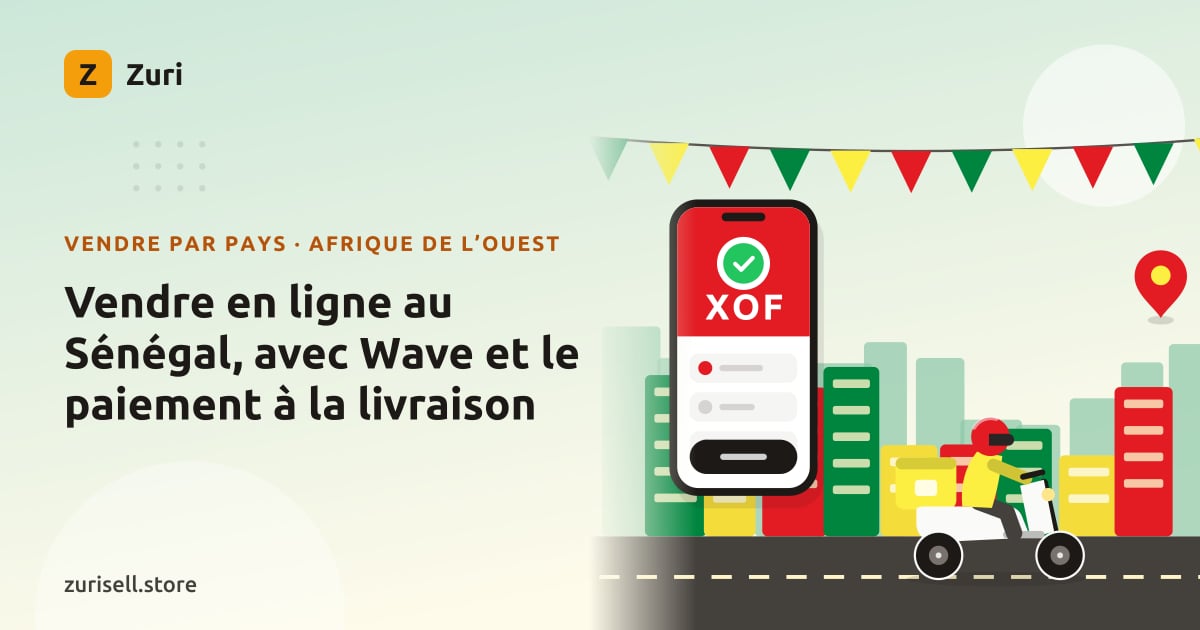 Z Zuri
VENDRE PAR PAYS · AFRIQUE DE L’OUEST
Vendre en ligne au
Sénégal, avec Wave et le
paiement à la livraison
XOF
zurisell.store